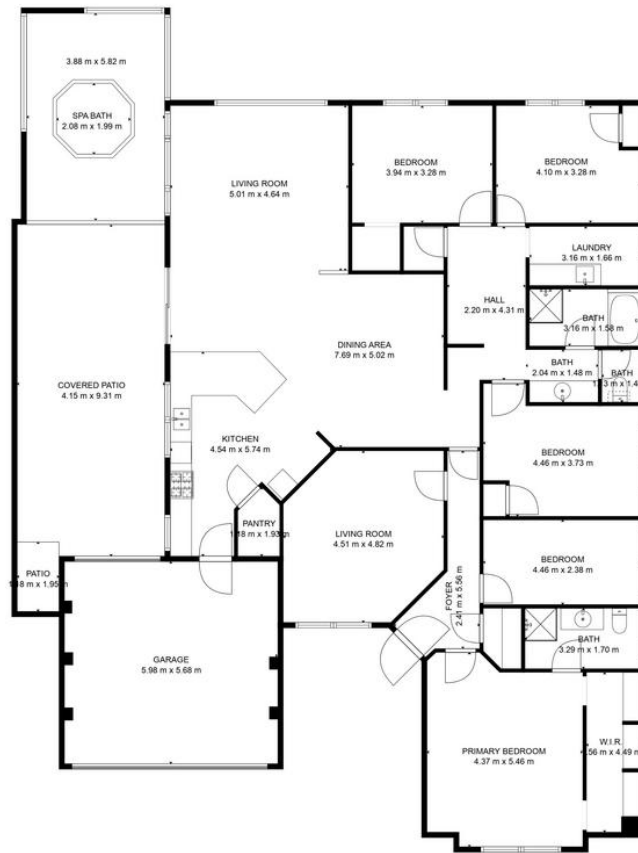 3.88 m x 5.82 m
SPA BATH
2.08 m x 1.99 m
LIVING ROOM
5.01 m x 4.64 m
BEDROOM
3.94 m x 3.28 m
BEDROOM
4.10 m x 3.28 m
LAUNDRY
3.16 m x 1.66 m
HALL
2.20 m x 4.31 m
BATH
3.16 m x 1.58 m
DINING AREA
7.69 m x 5.02 m
BATH
2.04 m x 1.48 m
BATH
COVERED PATIO
4.15 m x 9.31 m
KITCHEN
4.54 m x 5.74 m
BEDROOM
4.46 m x 3.73 m
PANTRY
LIVING ROOM
4.51 m x 4.82 m
BEDROOM
4.46 m x 2.38 m
PATIO
FOYER
2.41 m x 5.56 m
BATH
3.29 m x 1.70 m
GARAGE
5.98 m x 5.68 m
W.I.R.
PRIMARY BEDROOM
4.37 m x 5.46 m